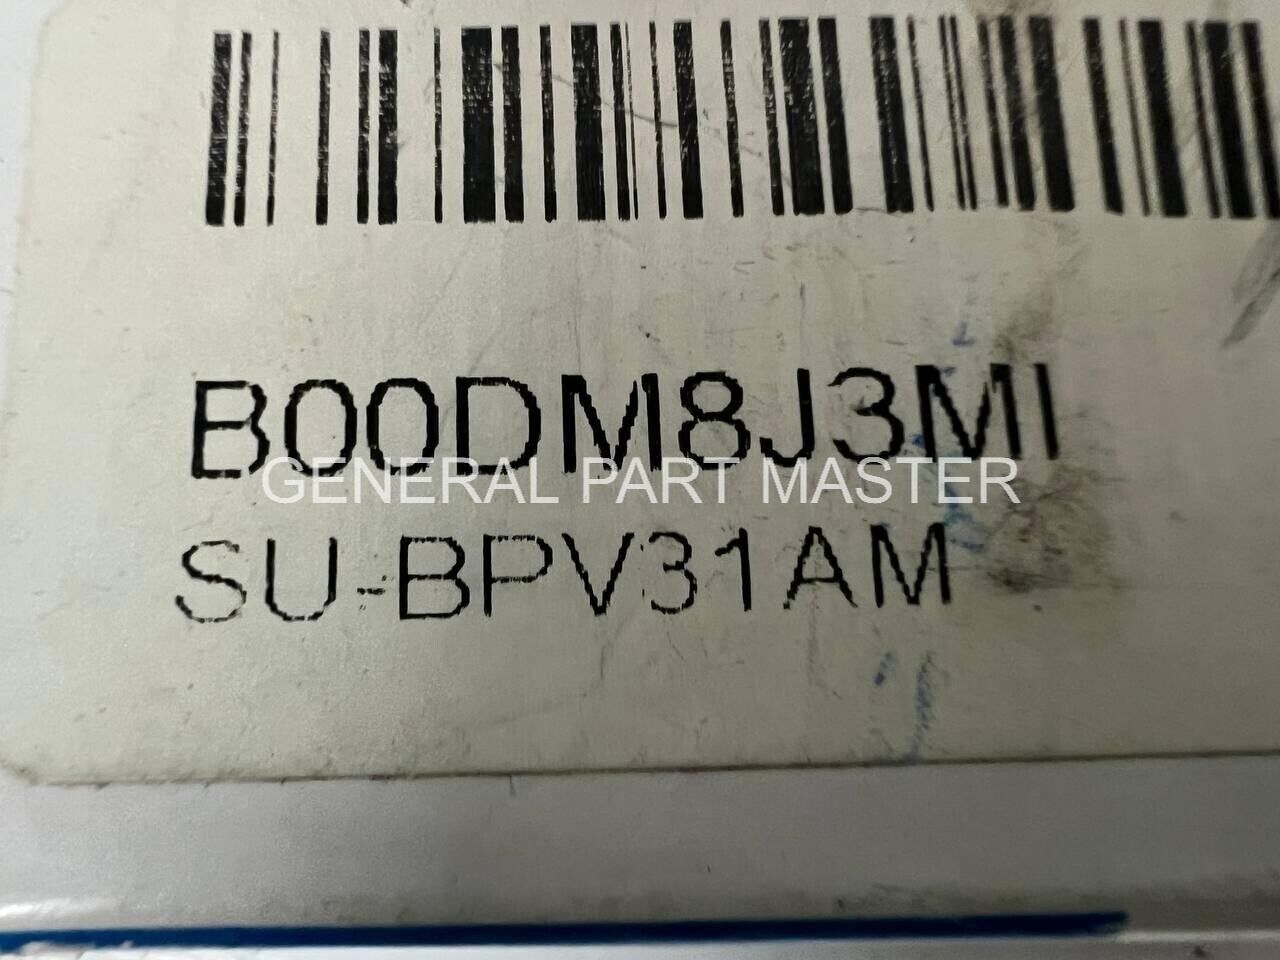 B00DM8J3MI
GENERAL PART MASTER
SU-BPV31AM